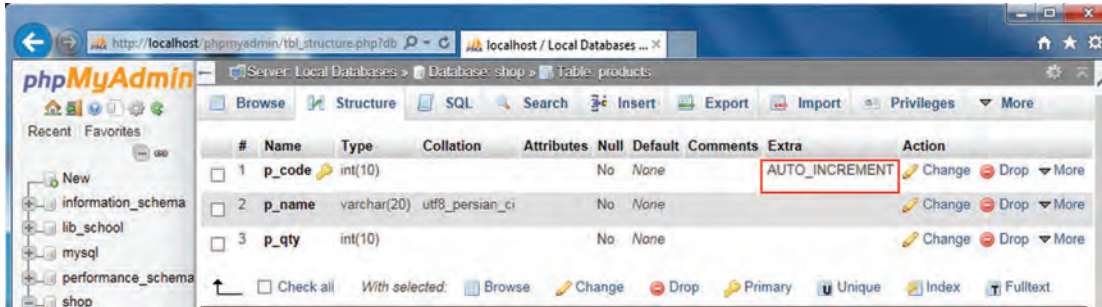 http://localhost/phpmyadmin/tbl_structure.php?db
localhost / Local Databases ...
phpMyAdmin
Server: Local Databases » Database: shop » Table: products
Browse Structure SQL Search Insert Export Import Privileges More
Recent Favorites
# Name Type Collation Attributes Null Default Comments Extra Action
1 p_code int(10) No None AUTO_INCREMENT Change Drop More
2 p_name varchar(20) utf8_persian_ci No None Change Drop More
3 p_qty int(10) No None Change Drop More
Check all With selected: Browse Change Drop Primary Unique Index Fulltext
New
information_schema
lib_school
mysql
performance_schema
shop